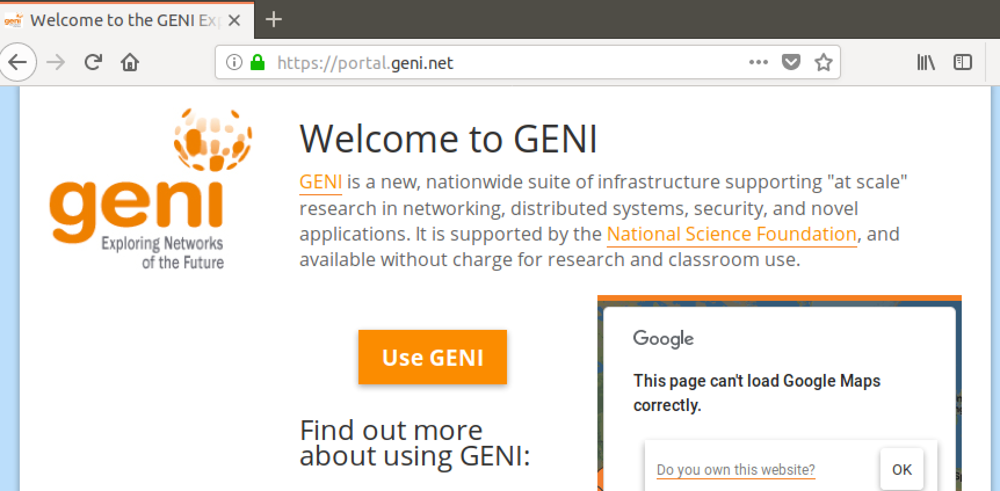 geni
Welcome to the GENI Exp
https://portal.geni.net
geni
Exploring Networks
of the Future
Welcome to GENI
GENI is a new, nationwide suite of infrastructure supporting "at scale"
research in networking, distributed systems, security, and novel
applications. It is supported by the National Science Foundation, and
available without charge for research and classroom use.
Use GENI
Find out more
about using GENI:
Google
This page can't load Google Maps
correctly.
Do you own this website?
OK